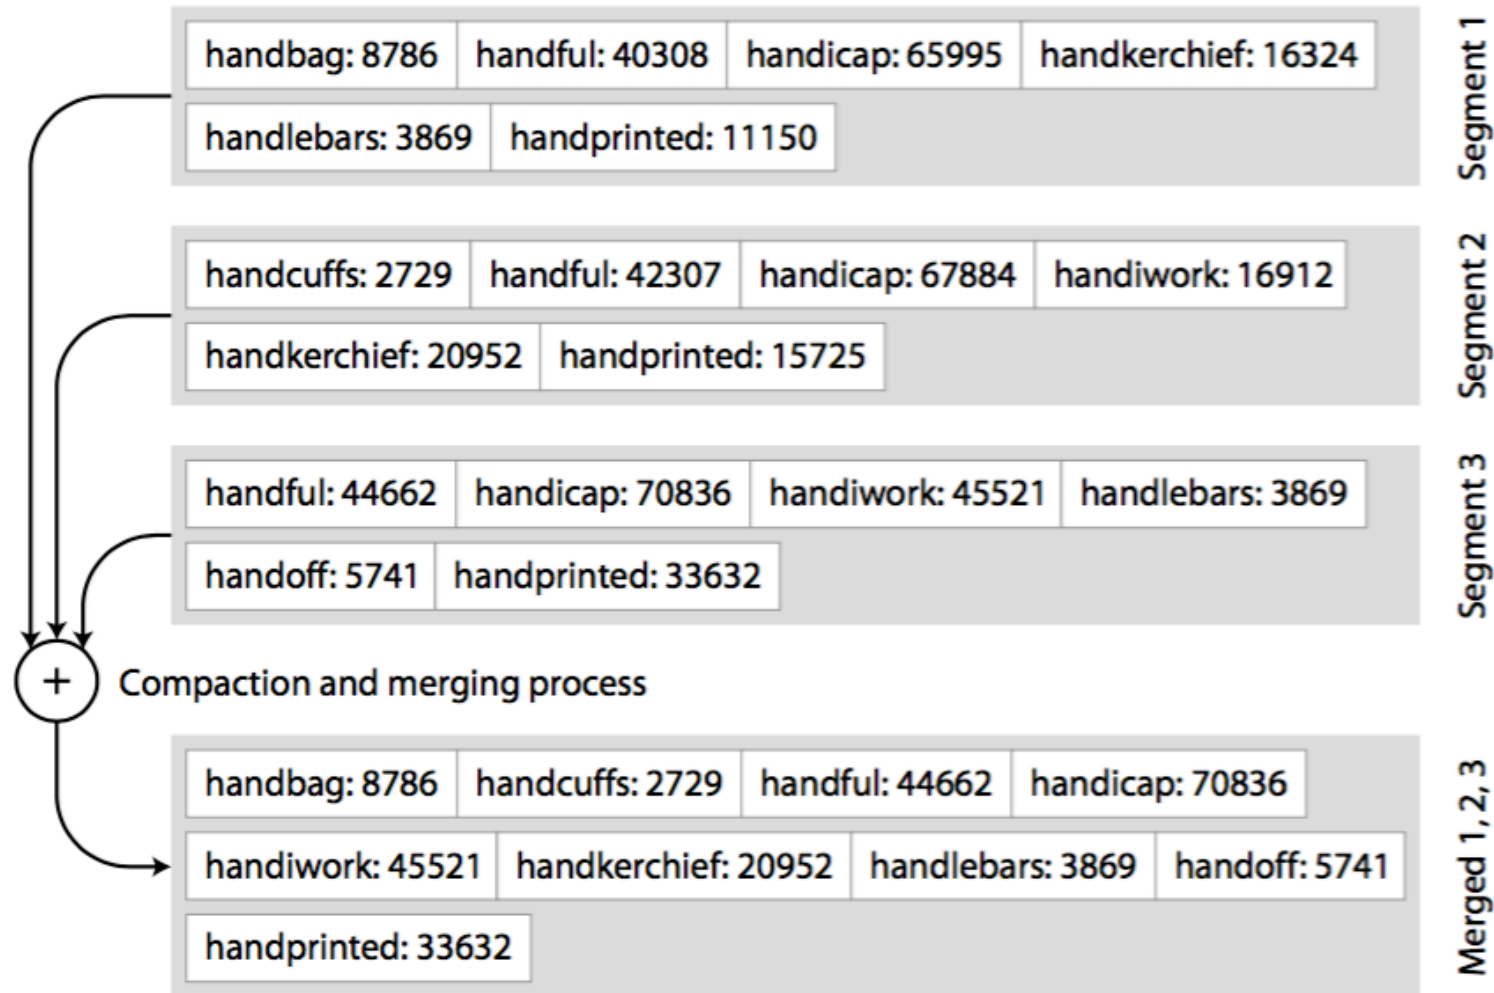 handbag: 8786 handful: 40308 handicap: 65995 handkerchief: 16324
handlebars: 3869 handprinted: 11150
Segment 1
handcuffs: 2729 handful: 42307 handicap: 67884 handiwork: 16912
handkerchief: 20952 handprinted: 15725
Segment 2
handful: 44662 handicap: 70836 handiwork: 45521 handlebars: 3869
handoff: 5741 handprinted: 33632
Segment 3
+ Compaction and merging process
handbag: 8786 handcuffs: 2729 handful: 44662 handicap: 70836
handiwork: 45521 handkerchief: 20952 handlebars: 3869 handoff: 5741
handprinted: 33632
Merged 1, 2, 3